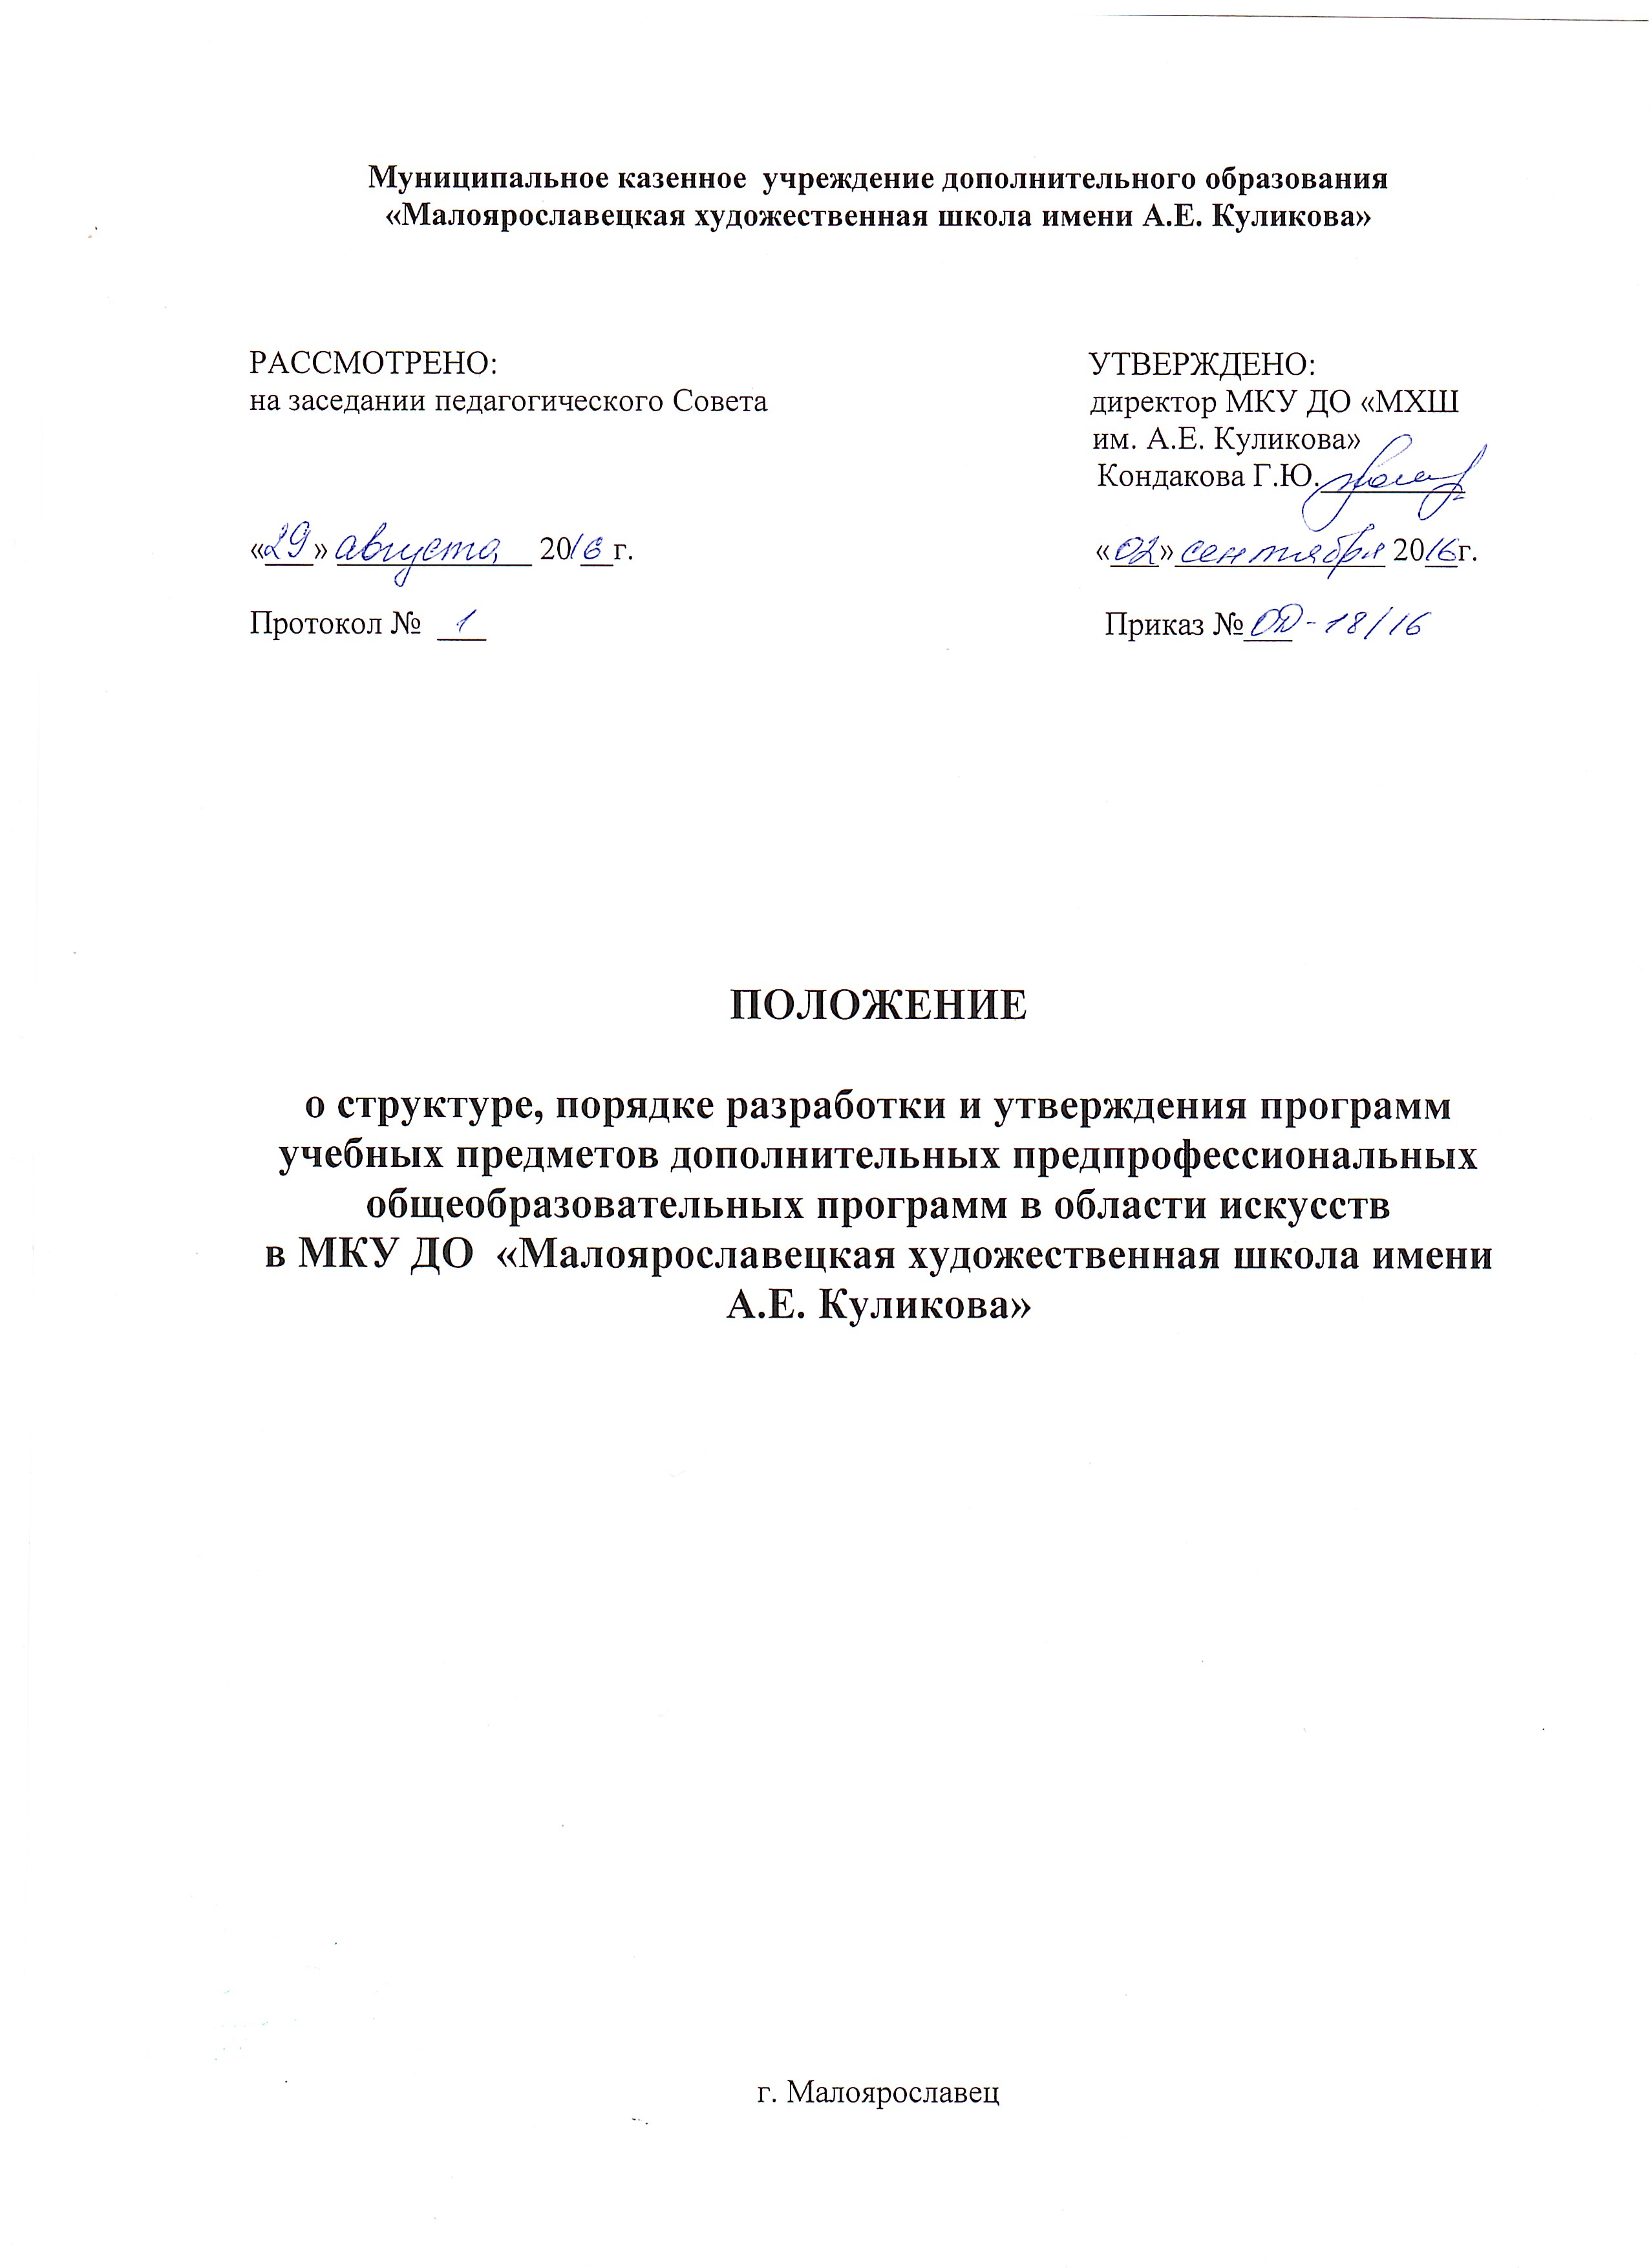 Муниципальное казенное учреждение дополнительного образования
«Малоярославецкая художественная школа имени А.Е. Куликова»
РАССМОТРЕНО:
на заседании педагогического Совета
«29» августа 2016 г.
Протокол № 1
УТВЕРЖДЕНО:
директор МКУ ДО «МХШ
им. А.Е. Куликова»
Кондакова Г.Ю.
«02» сентября 2016г.
Приказ № ОД-18/16
ПОЛОЖЕНИЕ
о структуре, порядке разработки и утверждения программ
учебных предметов дополнительных предпрофессиональных
общеобразовательных программ в области искусств
в МКУ ДО «Малоярославецкая художественная школа имени
А.Е. Куликова»
г. Малоярославец